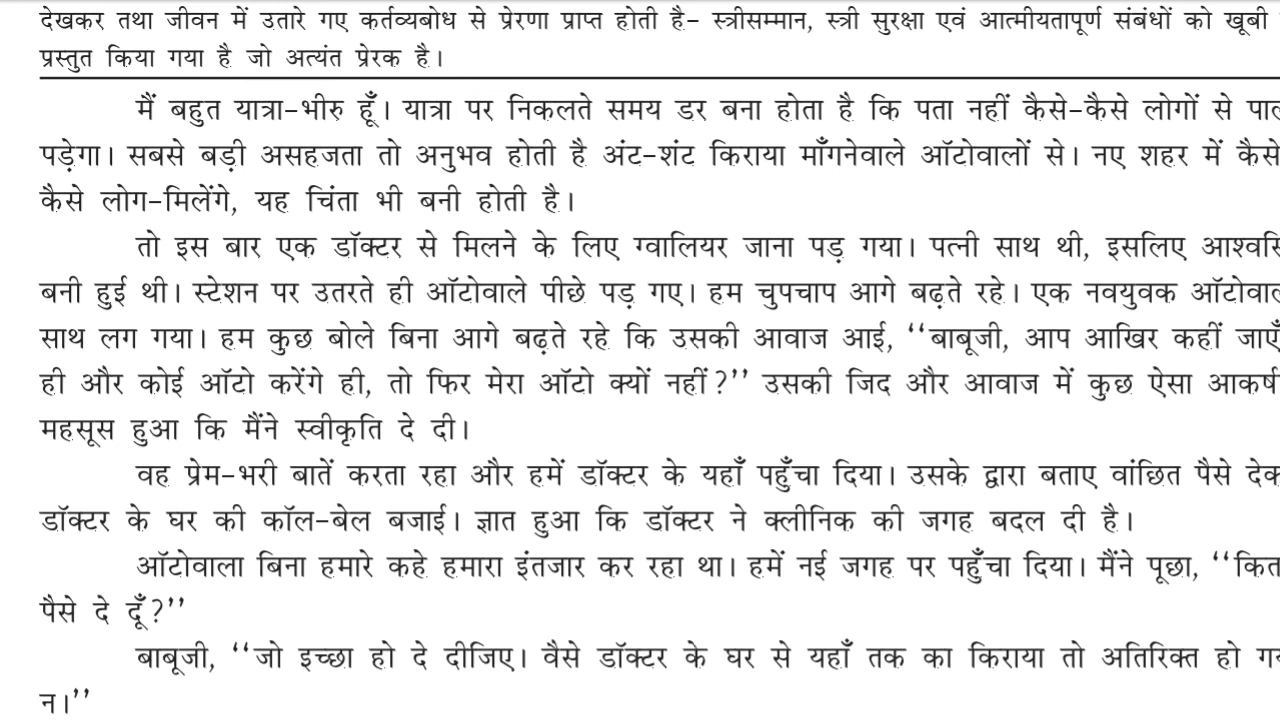 देखकर तथा जीवन में उतारे गए कर्तव्यबोध से प्रेरणा प्राप्त होती है– स्त्रीसम्मान, स्त्री सुरक्षा एवं आत्मीयतापूर्ण संबंधों को खूबी
प्रस्तुत किया गया है जो अत्यंत प्रेरक है।
मैं बहुत यात्रा–भीरु हूँ। यात्रा पर निकलते समय डर बना होता है कि पता नहीं कैसे–कैसे लोगों से
पड़ेगा। सबसे बड़ी असहजता तो अनुभव होती है अंट–शंट किराया माँगनेवाले ऑटोवालों से। नए शहर में कैसे
कैसे लोग–मिलेंगे, यह चिंता भी बनी होती है।
तो इस बार एक डॉक्टर से मिलने के लिए ग्वालियर जाना पड़ गया। पत्नी साथ थी, इसलिए
बनी हुई थी। स्टेशन पर उतरते ही ऑटोवाले पीछे पड़ गए। हम चुपचाप आगे बढ़ते रहे। एक नवयुवक
साथ लग गया। हम कुछ बोले बिना आगे बढ़ते रहे कि उसकी आवाज आई, ‘‘बाबूजी, आप आखिर कहीं जाएँ
ही और कोई ऑटो करेंगे ही, तो फिर मेरा ऑटो क्यों नहीं?’’ उसकी जिद और आवाज में कुछ ऐसा
महसूस हुआ कि मैंने स्वीकृति दे दी।
वह प्रेम–भरी बातें करता रहा और हमें डॉक्टर के यहाँ पहुँचा दिया। उसके द्वारा बताए वांछित पैसे
डॉक्टर के घर की कॉल–बेल बजाई। ज्ञात हुआ कि डॉक्टर ने क्लीनिक की जगह बदल दी है।
ऑटोवाला बिना हमारे कहे हमारा इंतजार कर रहा था। हमें नई जगह पर पहुँचा दिया। मैंने पूछा,
पैसे दे दूँ?’’
बाबूजी, ‘‘जो इच्छा हो दे दीजिए। वैसे डॉक्टर के घर से यहाँ तक का किराया तो अतिरिक्त हो
न।’’